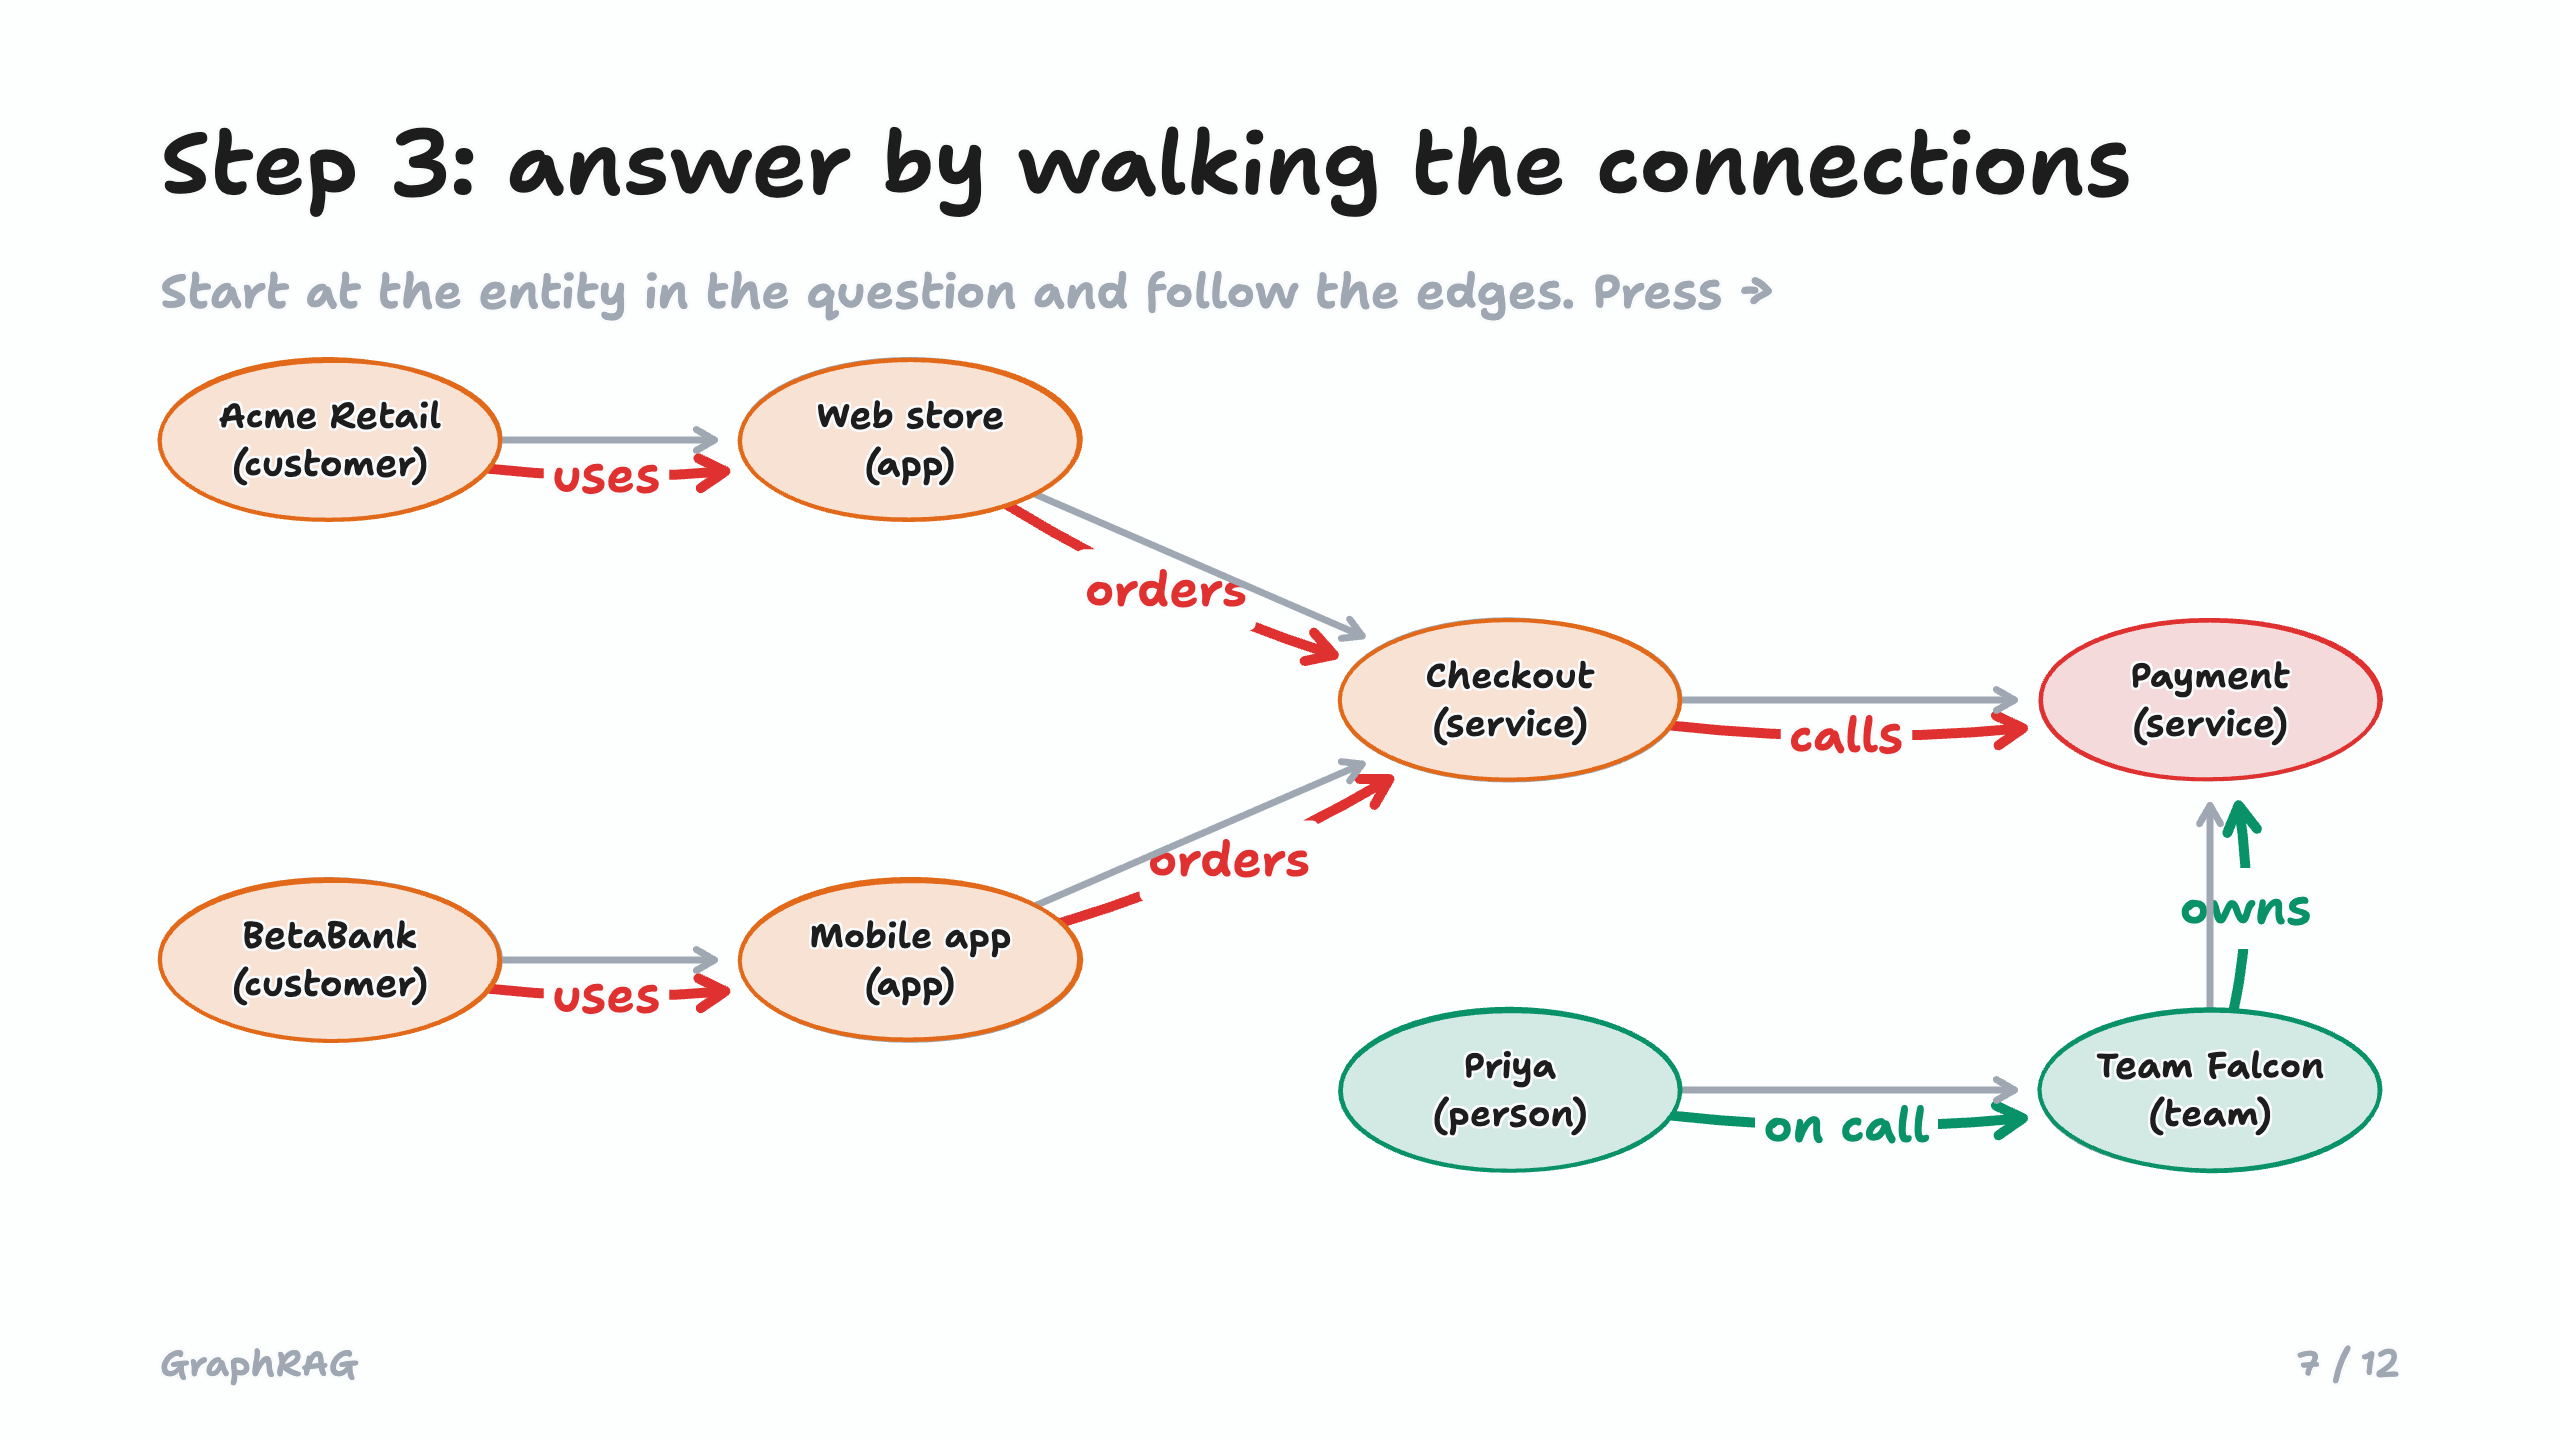 Step 3: answer by walking the connections
Start at the entity in the question and follow the edges. Press →
Acme Retail
(customer)
uses
Web store
(app)
orders
Checkout
(service)
calls
Payment
(service)
orders
owns
BetaBank
(customer)
uses
Mobile app
(app)
Priya
(person)
on call
Team Falcon
(team)
GraphRAG
7 / 12